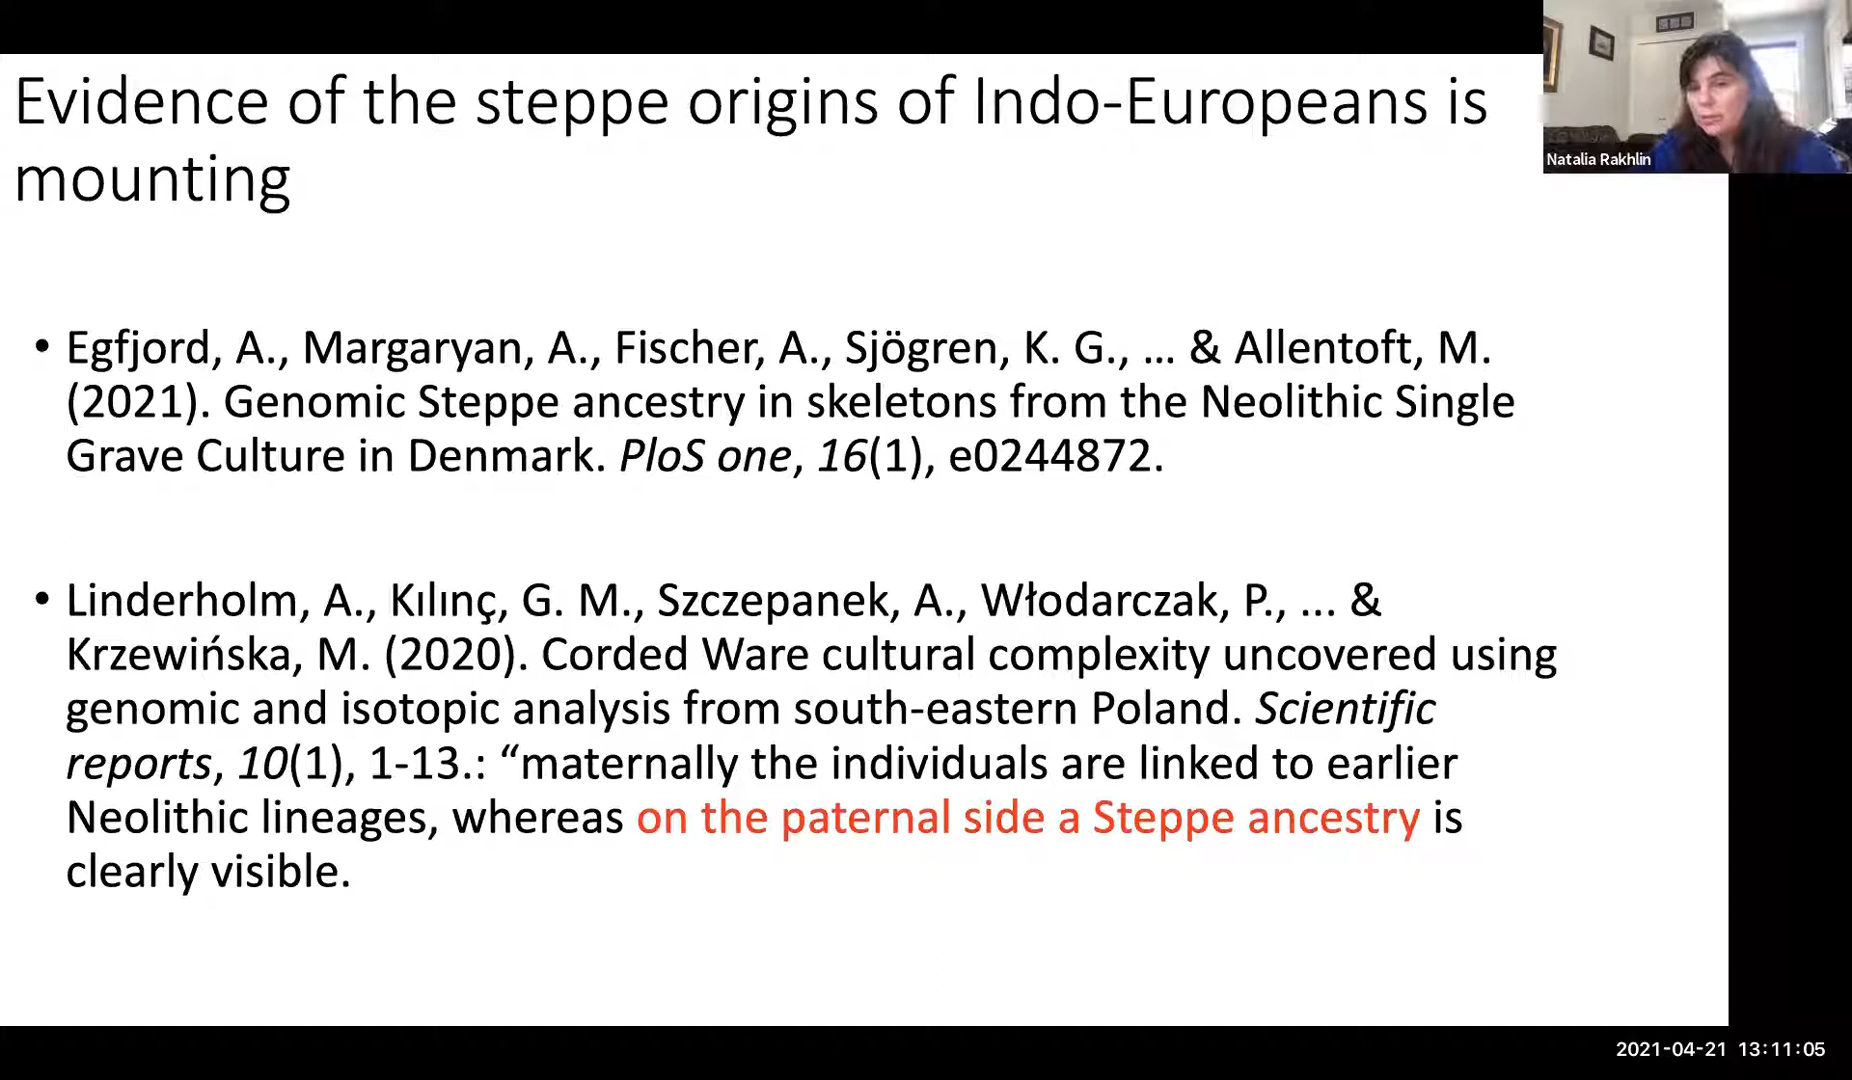 Evidence of the steppe origins of Indo-Europeans is
mounting
Natalia Rakhlin
• Egfjord, A., Margaryan, A., Fischer, A., Sjögren, K. G., ... & Allentoft, M.
(2021). Genomic Steppe ancestry in skeletons from the Neolithic Single
Grave Culture in Denmark. PloS one, 16(1), e0244872.
• Linderholm, A., Kılınç, G. M., Szczepanek, A., Włodarczak, P., ... &
Krzewińska, M. (2020). Corded Ware cultural complexity uncovered using
genomic and isotopic analysis from south-eastern Poland. Scientific
reports, 10(1), 1-13.: “maternally the individuals are linked to earlier
Neolithic lineages, whereas on the paternal side a Steppe ancestry is
clearly visible.
2021-04-21 13:11:05